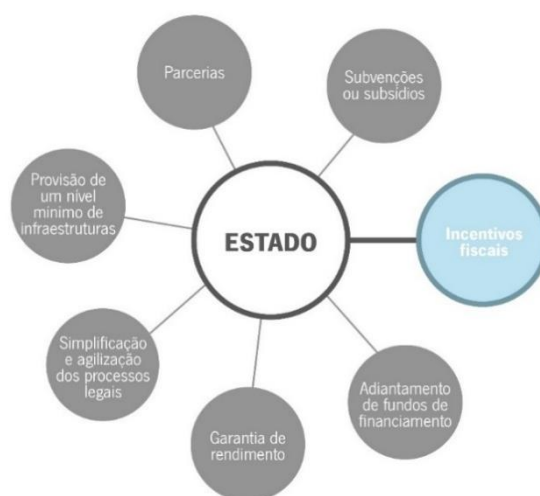 Parcerias
Subvenções
ou subsídios
Provisão de
um nível
mínimo de
infraestruturas
ESTADO
Incentivos
fiscais
Simplificação
e agilização
dos processos
legais
Adiantamento
de fundos de
financiamento
Garantia de
rendimento